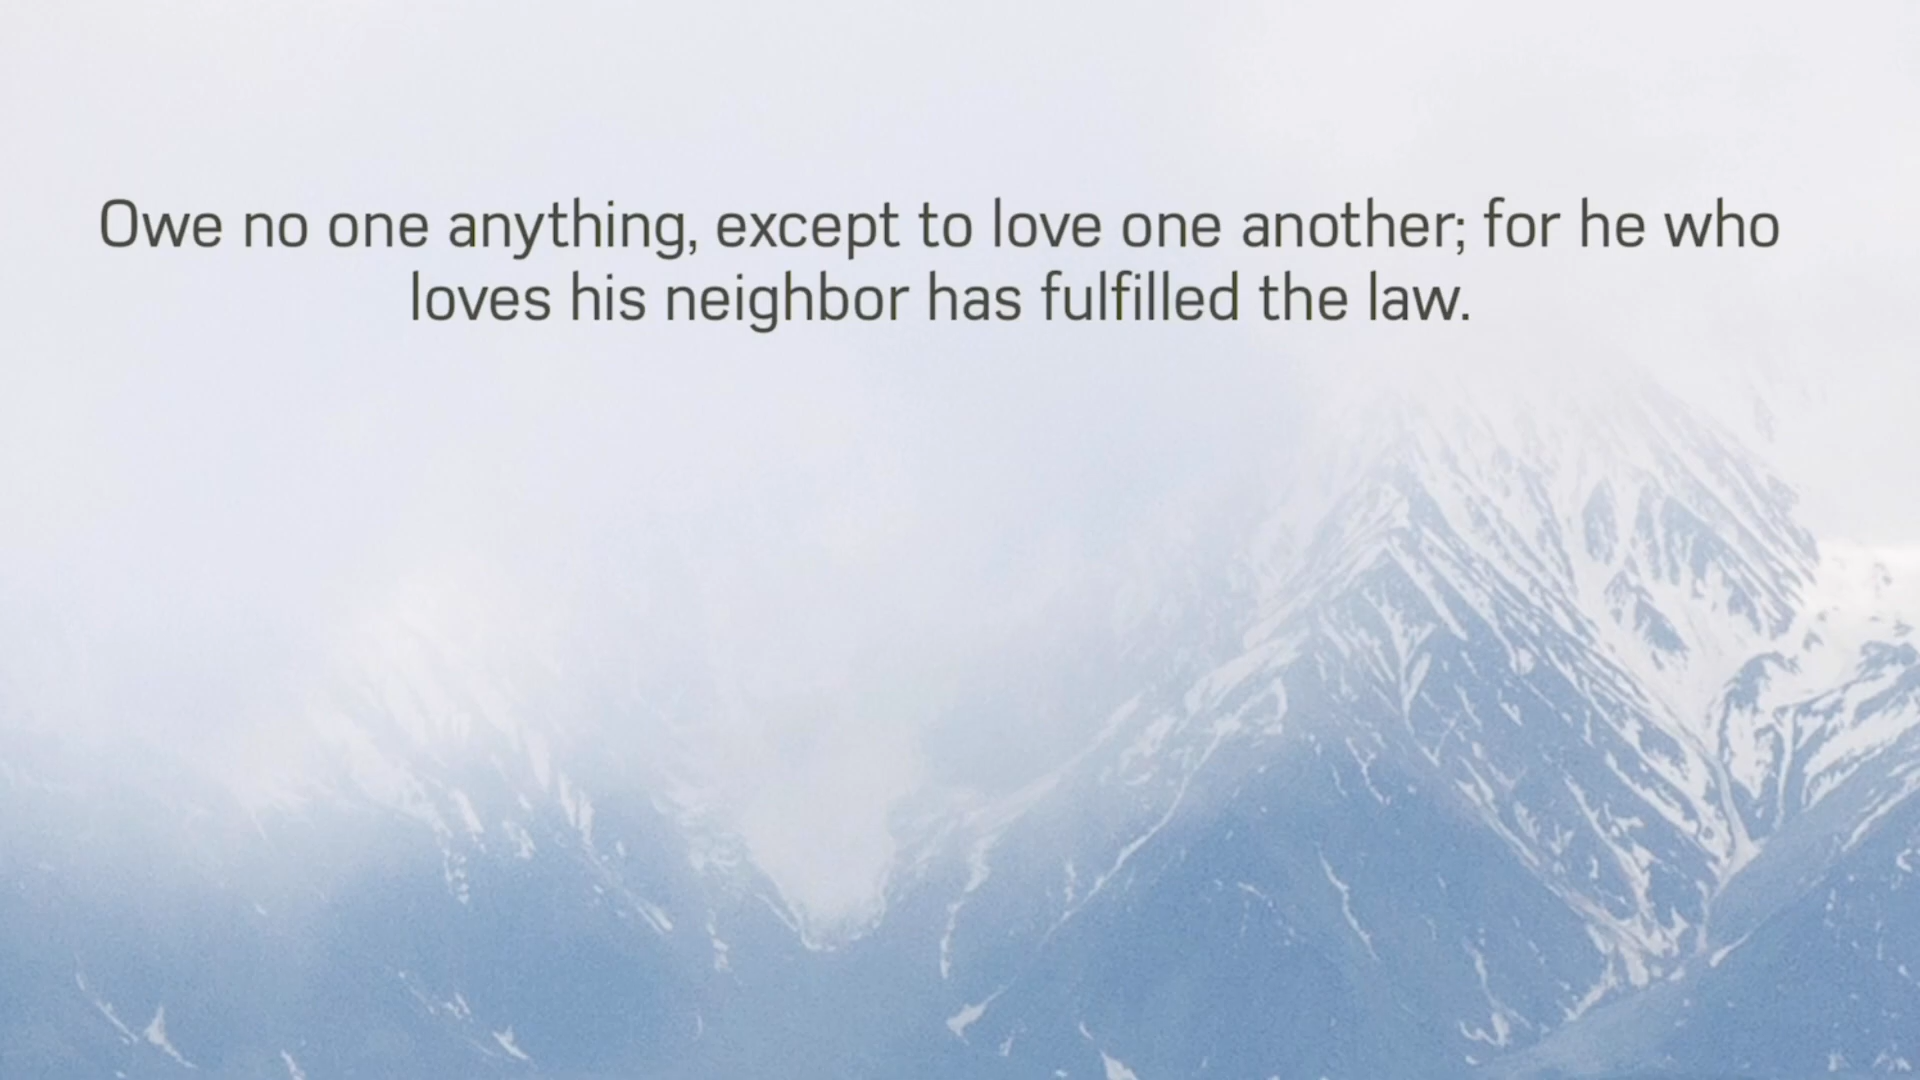 Owe no one anything, except to love one another; for he who
loves his neighbor has fulfilled the law.